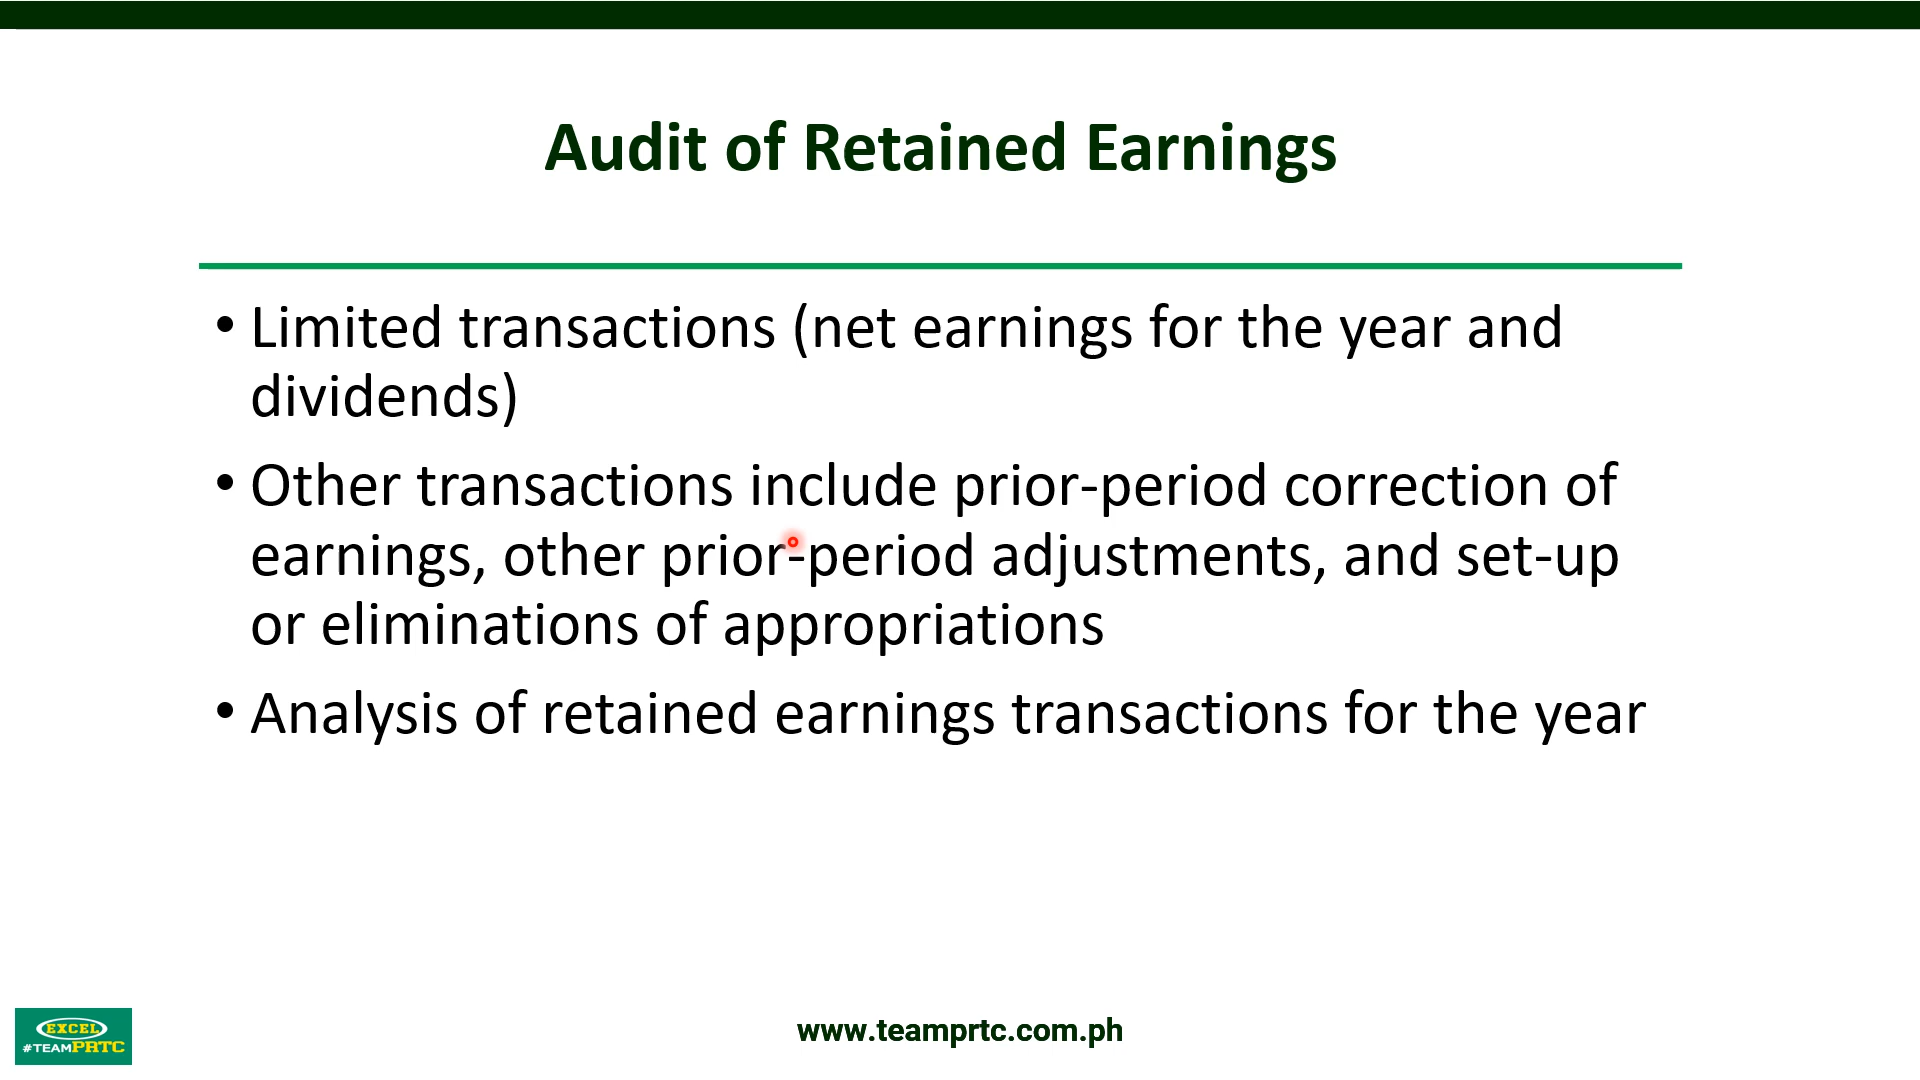 Audit of Retained Earnings
• Limited transactions (net earnings for the year and
dividends)
• Other transactions include prior-period correction of
earnings, other prior-period adjustments, and set-up
or eliminations of appropriations
• Analysis of retained earnings transactions for the year
EXCEL
#TEAMPRTC
www.teamprtc.com.ph